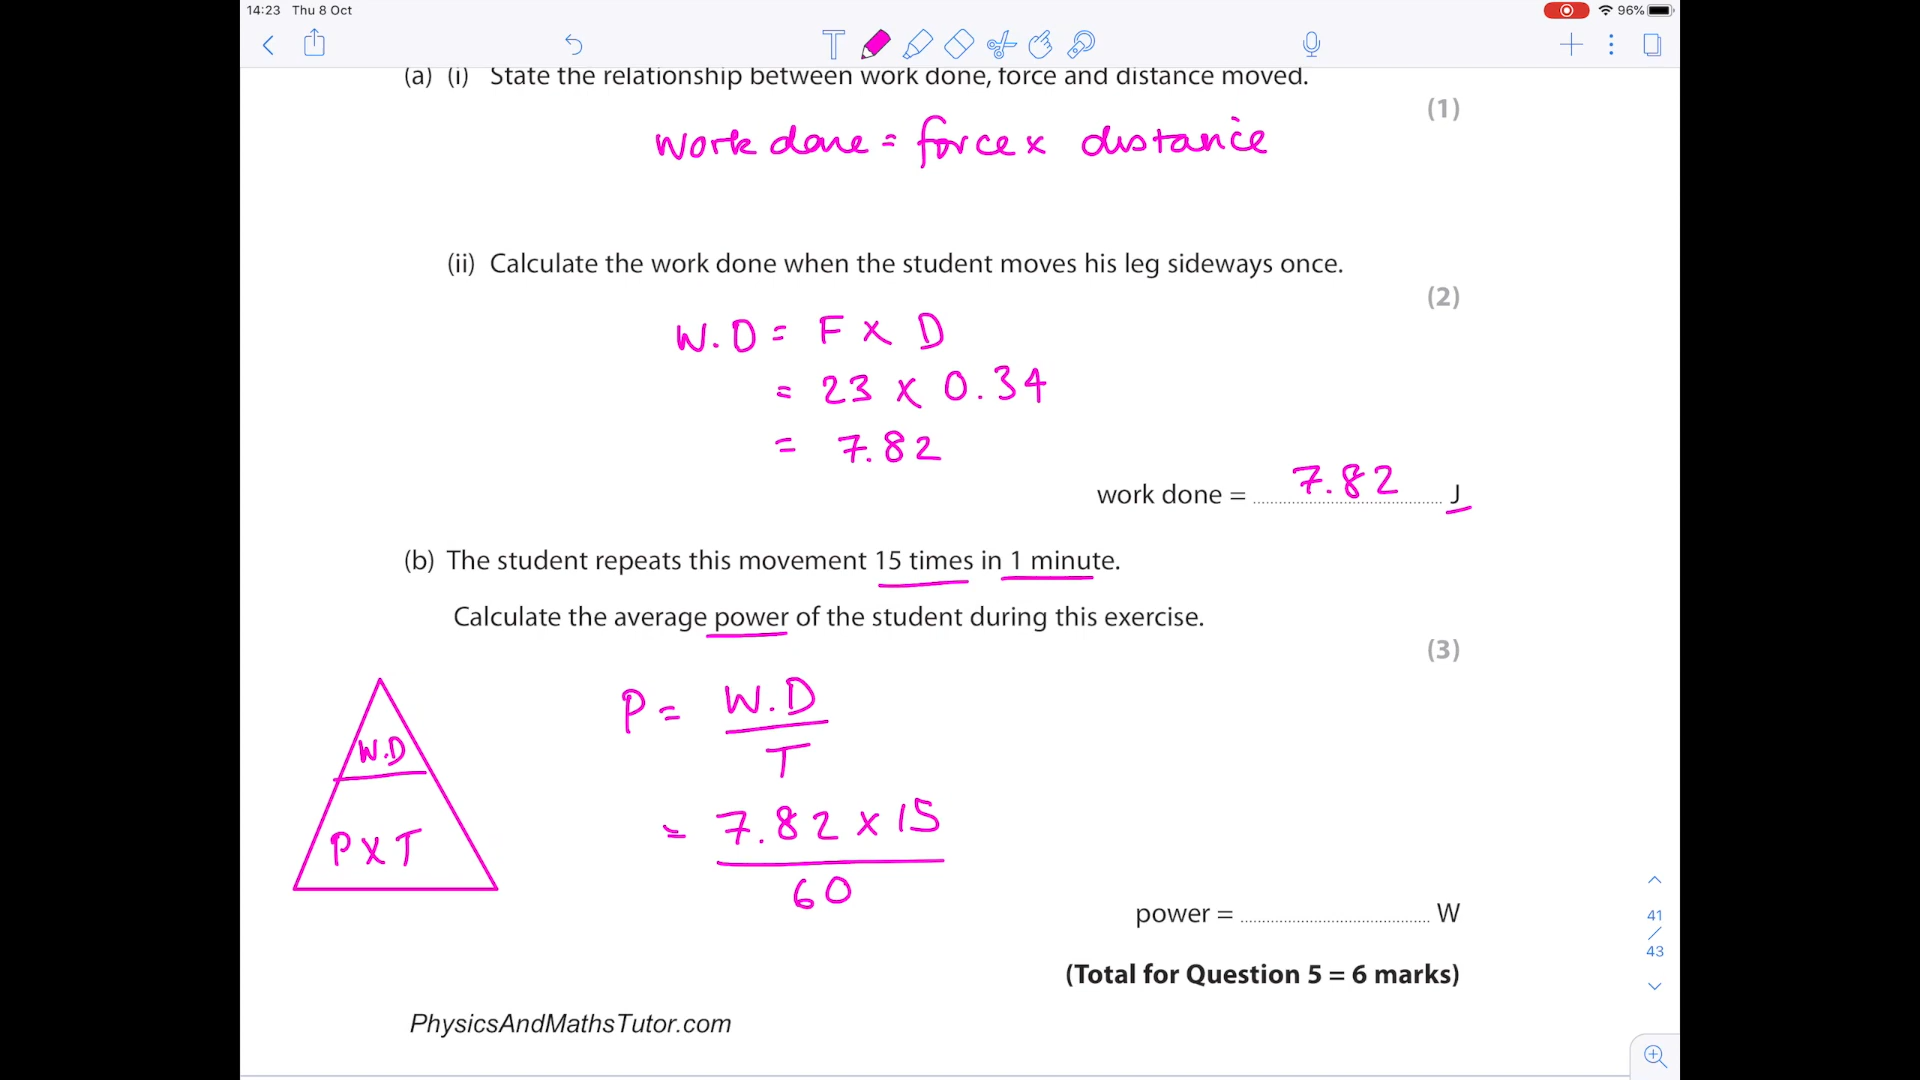 14:23 Thu 8 Oct
96%
(a) (i) State the relationship between work done, force and distance moved.
(1)
Work done = force x distance
(ii) Calculate the work done when the student moves his leg sideways once.
(2)
W.D = F x D
= 23 x 0.34
= 7.82
work done = 7.82 J
(b) The student repeats this movement 15 times in 1 minute.
Calculate the average power of the student during this exercise.
(3)
W.D
P x T
P = W.D
T
= 7.82 x 15
60
power = ........ W
41
/
43
(Total for Question 5 = 6 marks)
PhysicsAndMathsTutor.com